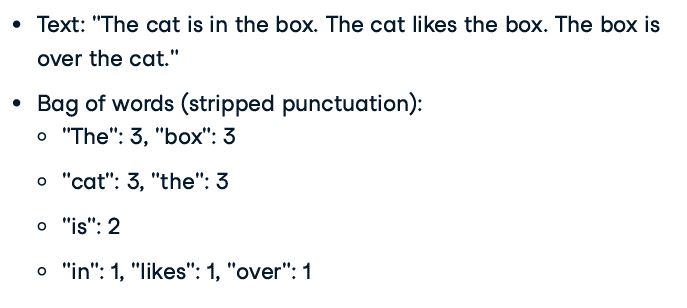 • Text: "The cat is in the box. The cat likes the box. The box is
over the cat."
• Bag of words (stripped punctuation):
◦ "The": 3, "box": 3
◦ "cat": 3, "the": 3
◦ "is": 2
◦ "in": 1, "likes": 1, "over": 1